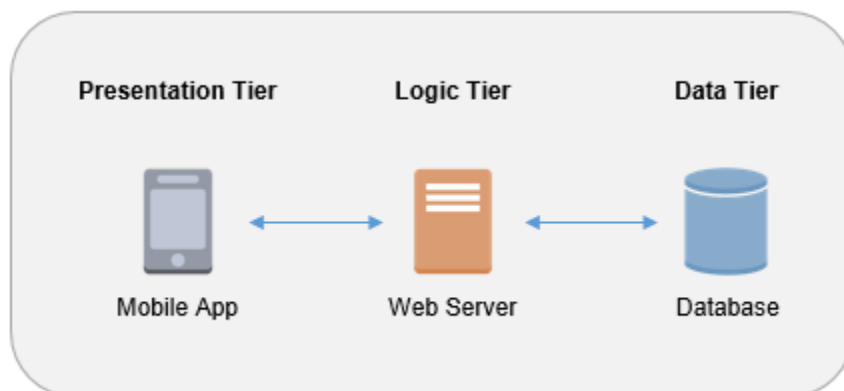 Presentation Tier
Logic Tier
Data Tier
Mobile App
Web Server
Database